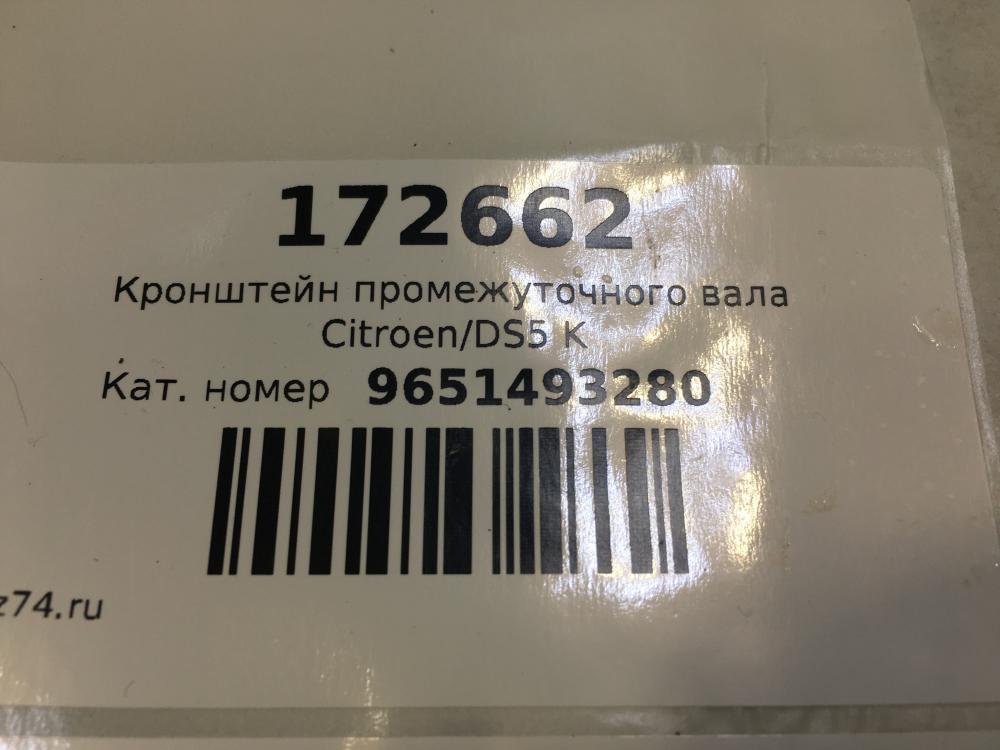 172662
Кронштейн промежуточного вала
Citroen/DS5 K
Кат. номер 9651493280
z74.ru